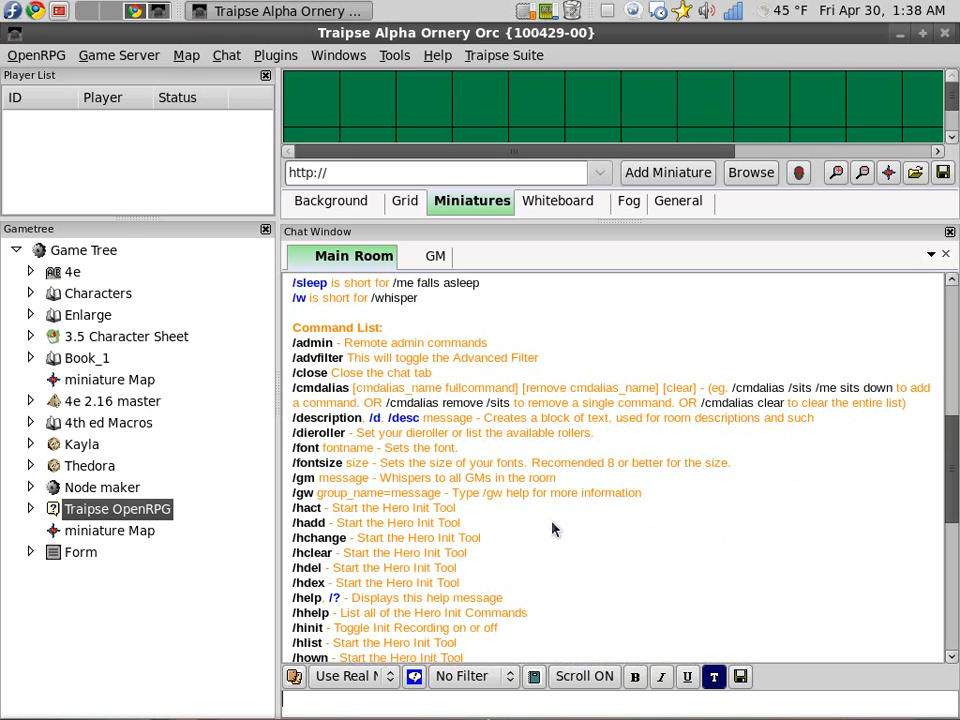 Traipse Alpha Ornery ...
45 °F Fri Apr 30, 1:38 AM
Traipse Alpha Ornery Orc {100429-00}
OpenRPG Game Server Map Chat Plugins Windows Tools Help Traipse Suite
Player List
ID Player Status
http:// Add Miniature Browse
Background Grid Miniatures Whiteboard Fog General
Gametree
Game Tree
4e
Characters
Enlarge
3.5 Character Sheet
Book_1
miniature Map
4e 2.16 master
4th ed Macros
Kayla
Thedora
Node maker
Traipse OpenRPG
miniature Map
Form
Chat Window
Main Room GM
/sleep is short for /me falls asleep
/w is short for /whisper
Command List:
/admin - Remote admin commands
/advfilter This will toggle the Advanced Filter
/close Close the chat tab
/cmdalias [cmdalias_name fullcommand] [remove cmdalias_name] [clear] - (eg. /cmdalias /sits /me sits down to add
a command. OR /cmdalias remove /sits to remove a single command. OR /cmdalias clear to clear the entire list)
/description, /d, /desc message - Creates a block of text, used for room descriptions and such
/dieroller - Set your dieroller or list the available rollers.
/font fontname - Sets the font.
/fontsize size - Sets the size of your fonts. Recomended 8 or better for the size.
/gm message - Whispers to all GMs in the room
/gw group_name=message - Type /gw help for more information
/hact - Start the Hero Init Tool
/hadd - Start the Hero Init Tool
/hchange - Start the Hero Init Tool
/hclear - Start the Hero Init Tool
/hdel - Start the Hero Init Tool
/hdex - Start the Hero Init Tool
/help, /? - Displays this help message
/hhelp - List all of the Hero Init Commands
/hinit - Toggle Init Recording on or off
/hlist - Start the Hero Init Tool
/hown - Start the Hero Init Tool
Use Real N No Filter Scroll ON B I U T